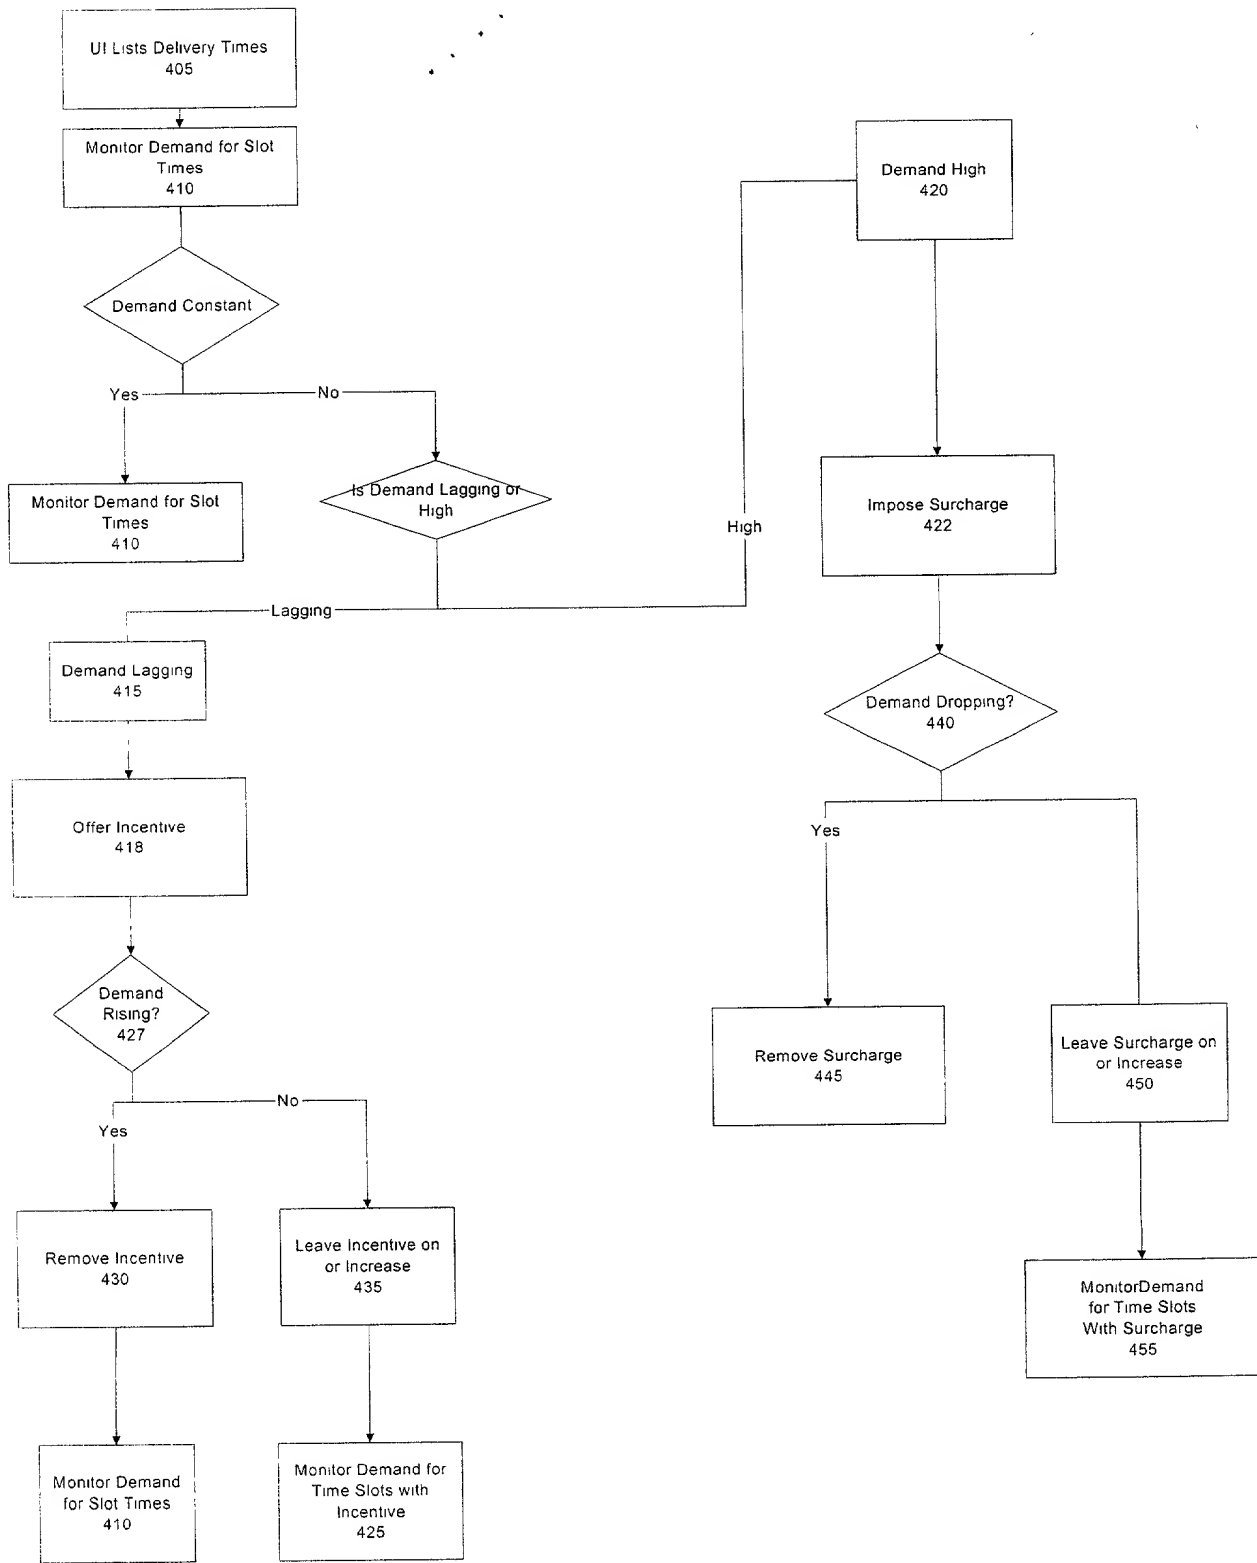 UI Lists Delivery Times
405
Monitor Demand for Slot
Times
410
Demand Constant
Yes
No
Monitor Demand for Slot
Times
410
Is Demand Lagging or
High
Lagging
High
Demand Lagging
415
Offer Incentive
418
Demand
Rising?
427
Yes
No
Remove Incentive
430
Leave Incentive on
or Increase
435
Monitor Demand
for Slot Times
410
Monitor Demand for
Time Slots with
Incentive
425
Demand High
420
Impose Surcharge
422
Demand Dropping?
440
Yes
Remove Surcharge
445
Leave Surcharge on
or Increase
450
MonitorDemand
for Time Slots
With Surcharge
455